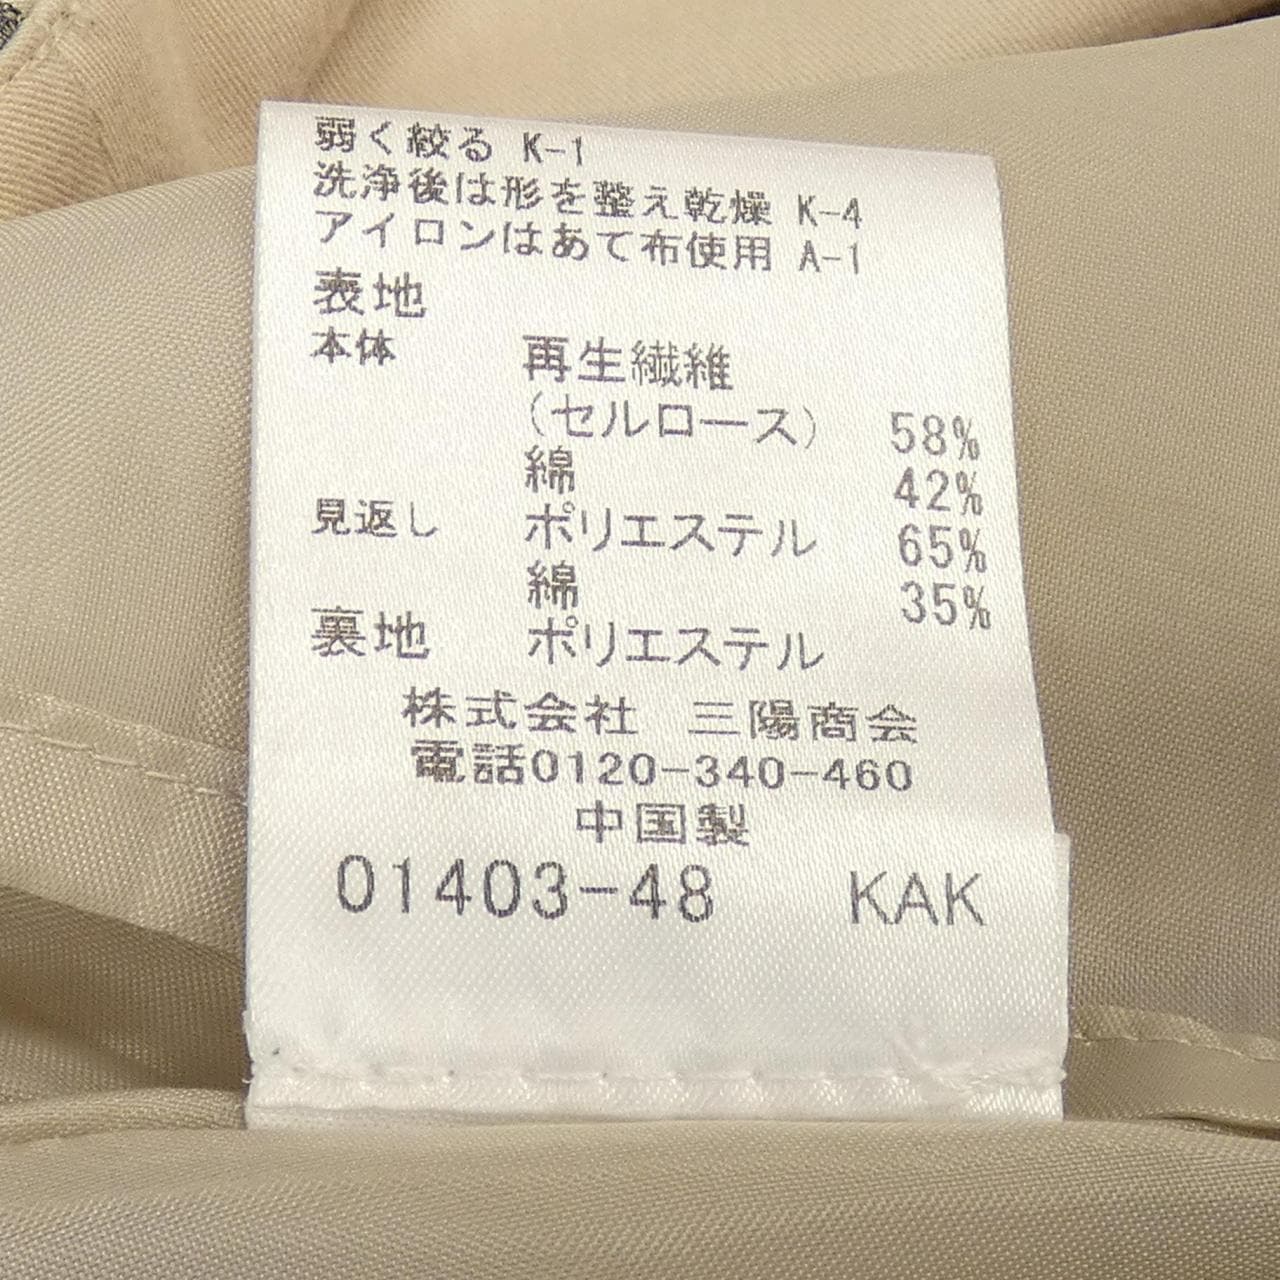 弱く絞る K-1
洗浄後は形を整え乾燥 K-4
アイロンはあて布使用 A-1
表地
本体 再生繊維
(セルロース) 58%
綿 42%
見返し ポリエステル 65%
綿 35%
裏地 ポリエステル
株式会社 三陽商会
電話0120-340-460
中国製
01403-48 KAK